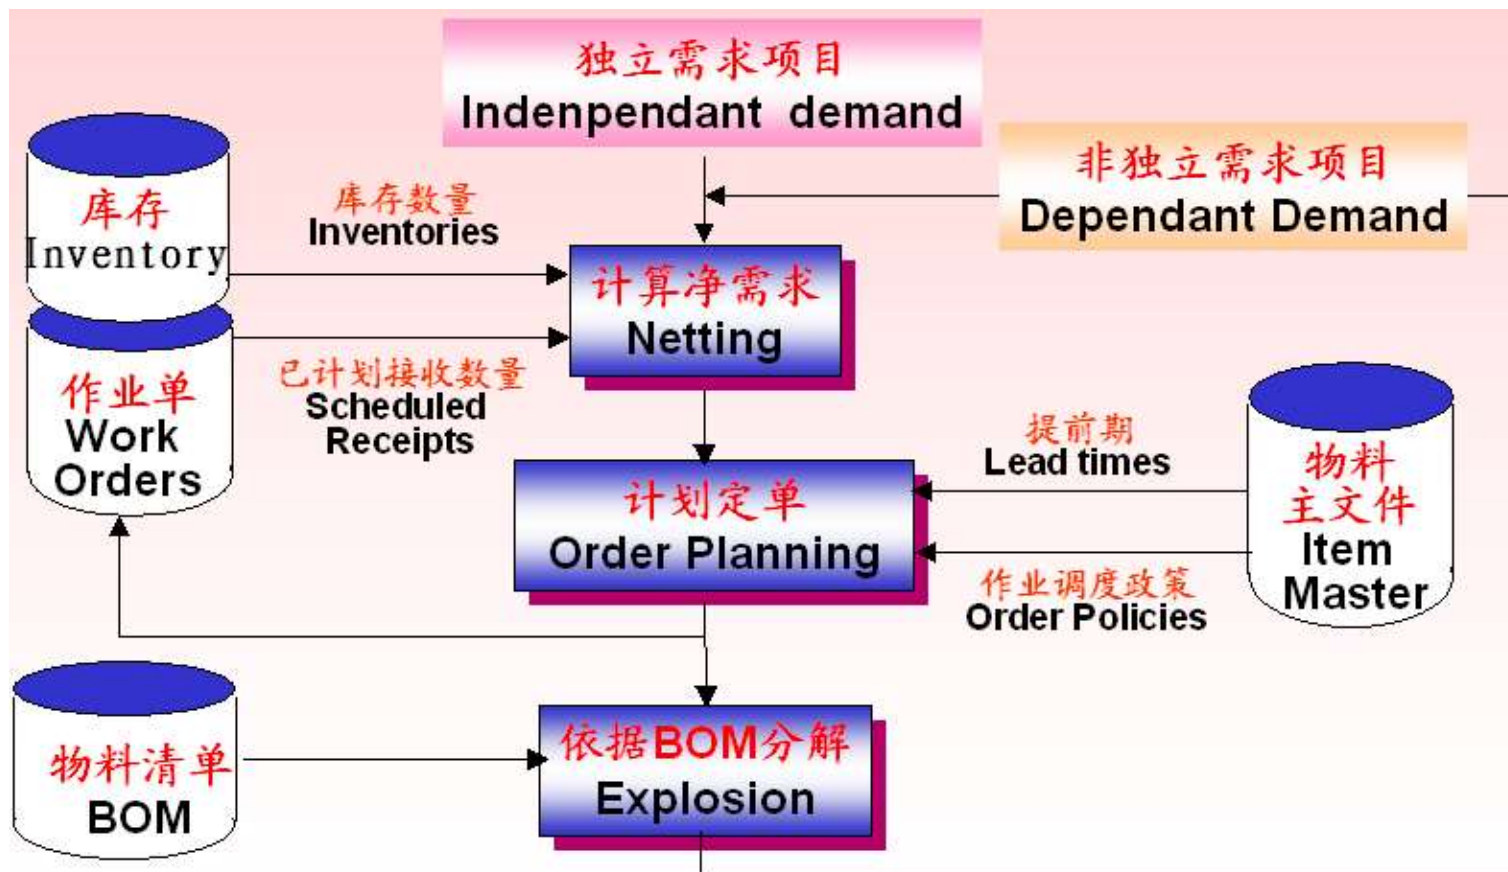 独立需求项目
Indenpendant demand
非独立需求项目
Dependant Demand
库存
Inventory
库存数量
Inventories
计算净需求
Netting
作业单
Work
Orders
已计划接收数量
Scheduled
Receipts
提前期
Lead times
物料
主文件
Item
Master
计划定单
Order Planning
作业调度政策
Order Policies
物料清单
BOM
依据BOM分解
Explosion